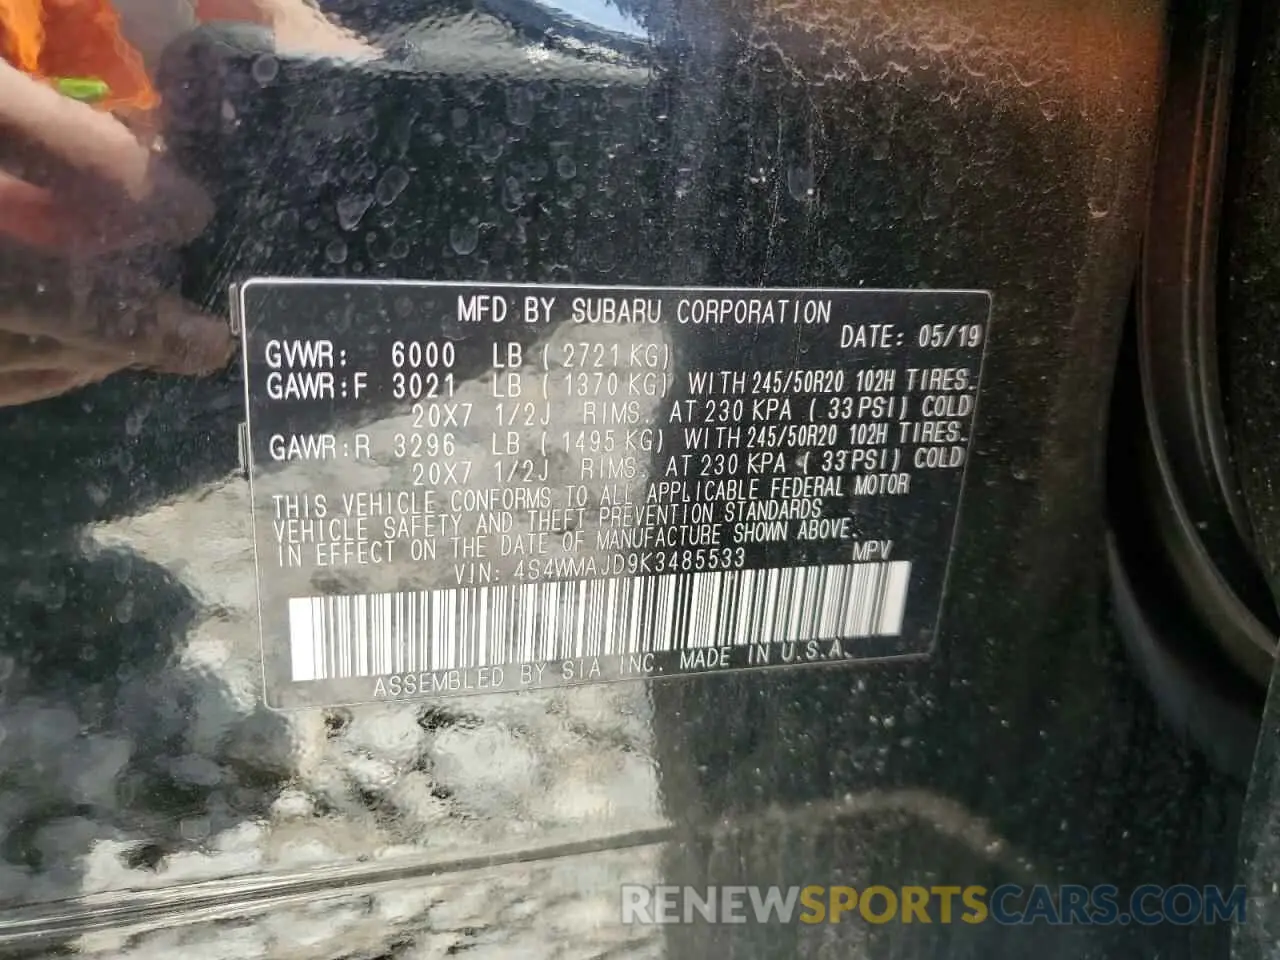 MFD BY SUBARU CORPORATION
DATE: 05/19
GVWR: 6000 LB ( 2721 KG)
GAWR:F 3021 LB ( 1370 KG) WITH 245/50R20 102H TIRES.
20X7 1/2J RIMS. AT 230 KPA ( 33 PSI) COLD
GAWR:R 3296 LB ( 1495 KG) WITH 245/50R20 102H TIRES.
20X7 1/2J RIMS. AT 230 KPA ( 33 PSI) COLD
THIS VEHICLE CONFORMS TO ALL APPLICABLE FEDERAL MOTOR
VEHICLE SAFETY AND THEFT PREVENTION STANDARDS
IN EFFECT ON THE DATE OF MANUFACTURE SHOWN ABOVE.
VIN: 4S4WMAJD9K3485533 MPV
ASSEMBLED BY SIA INC. MADE IN U.S.A.
RENEWSPORTSCARS.COM